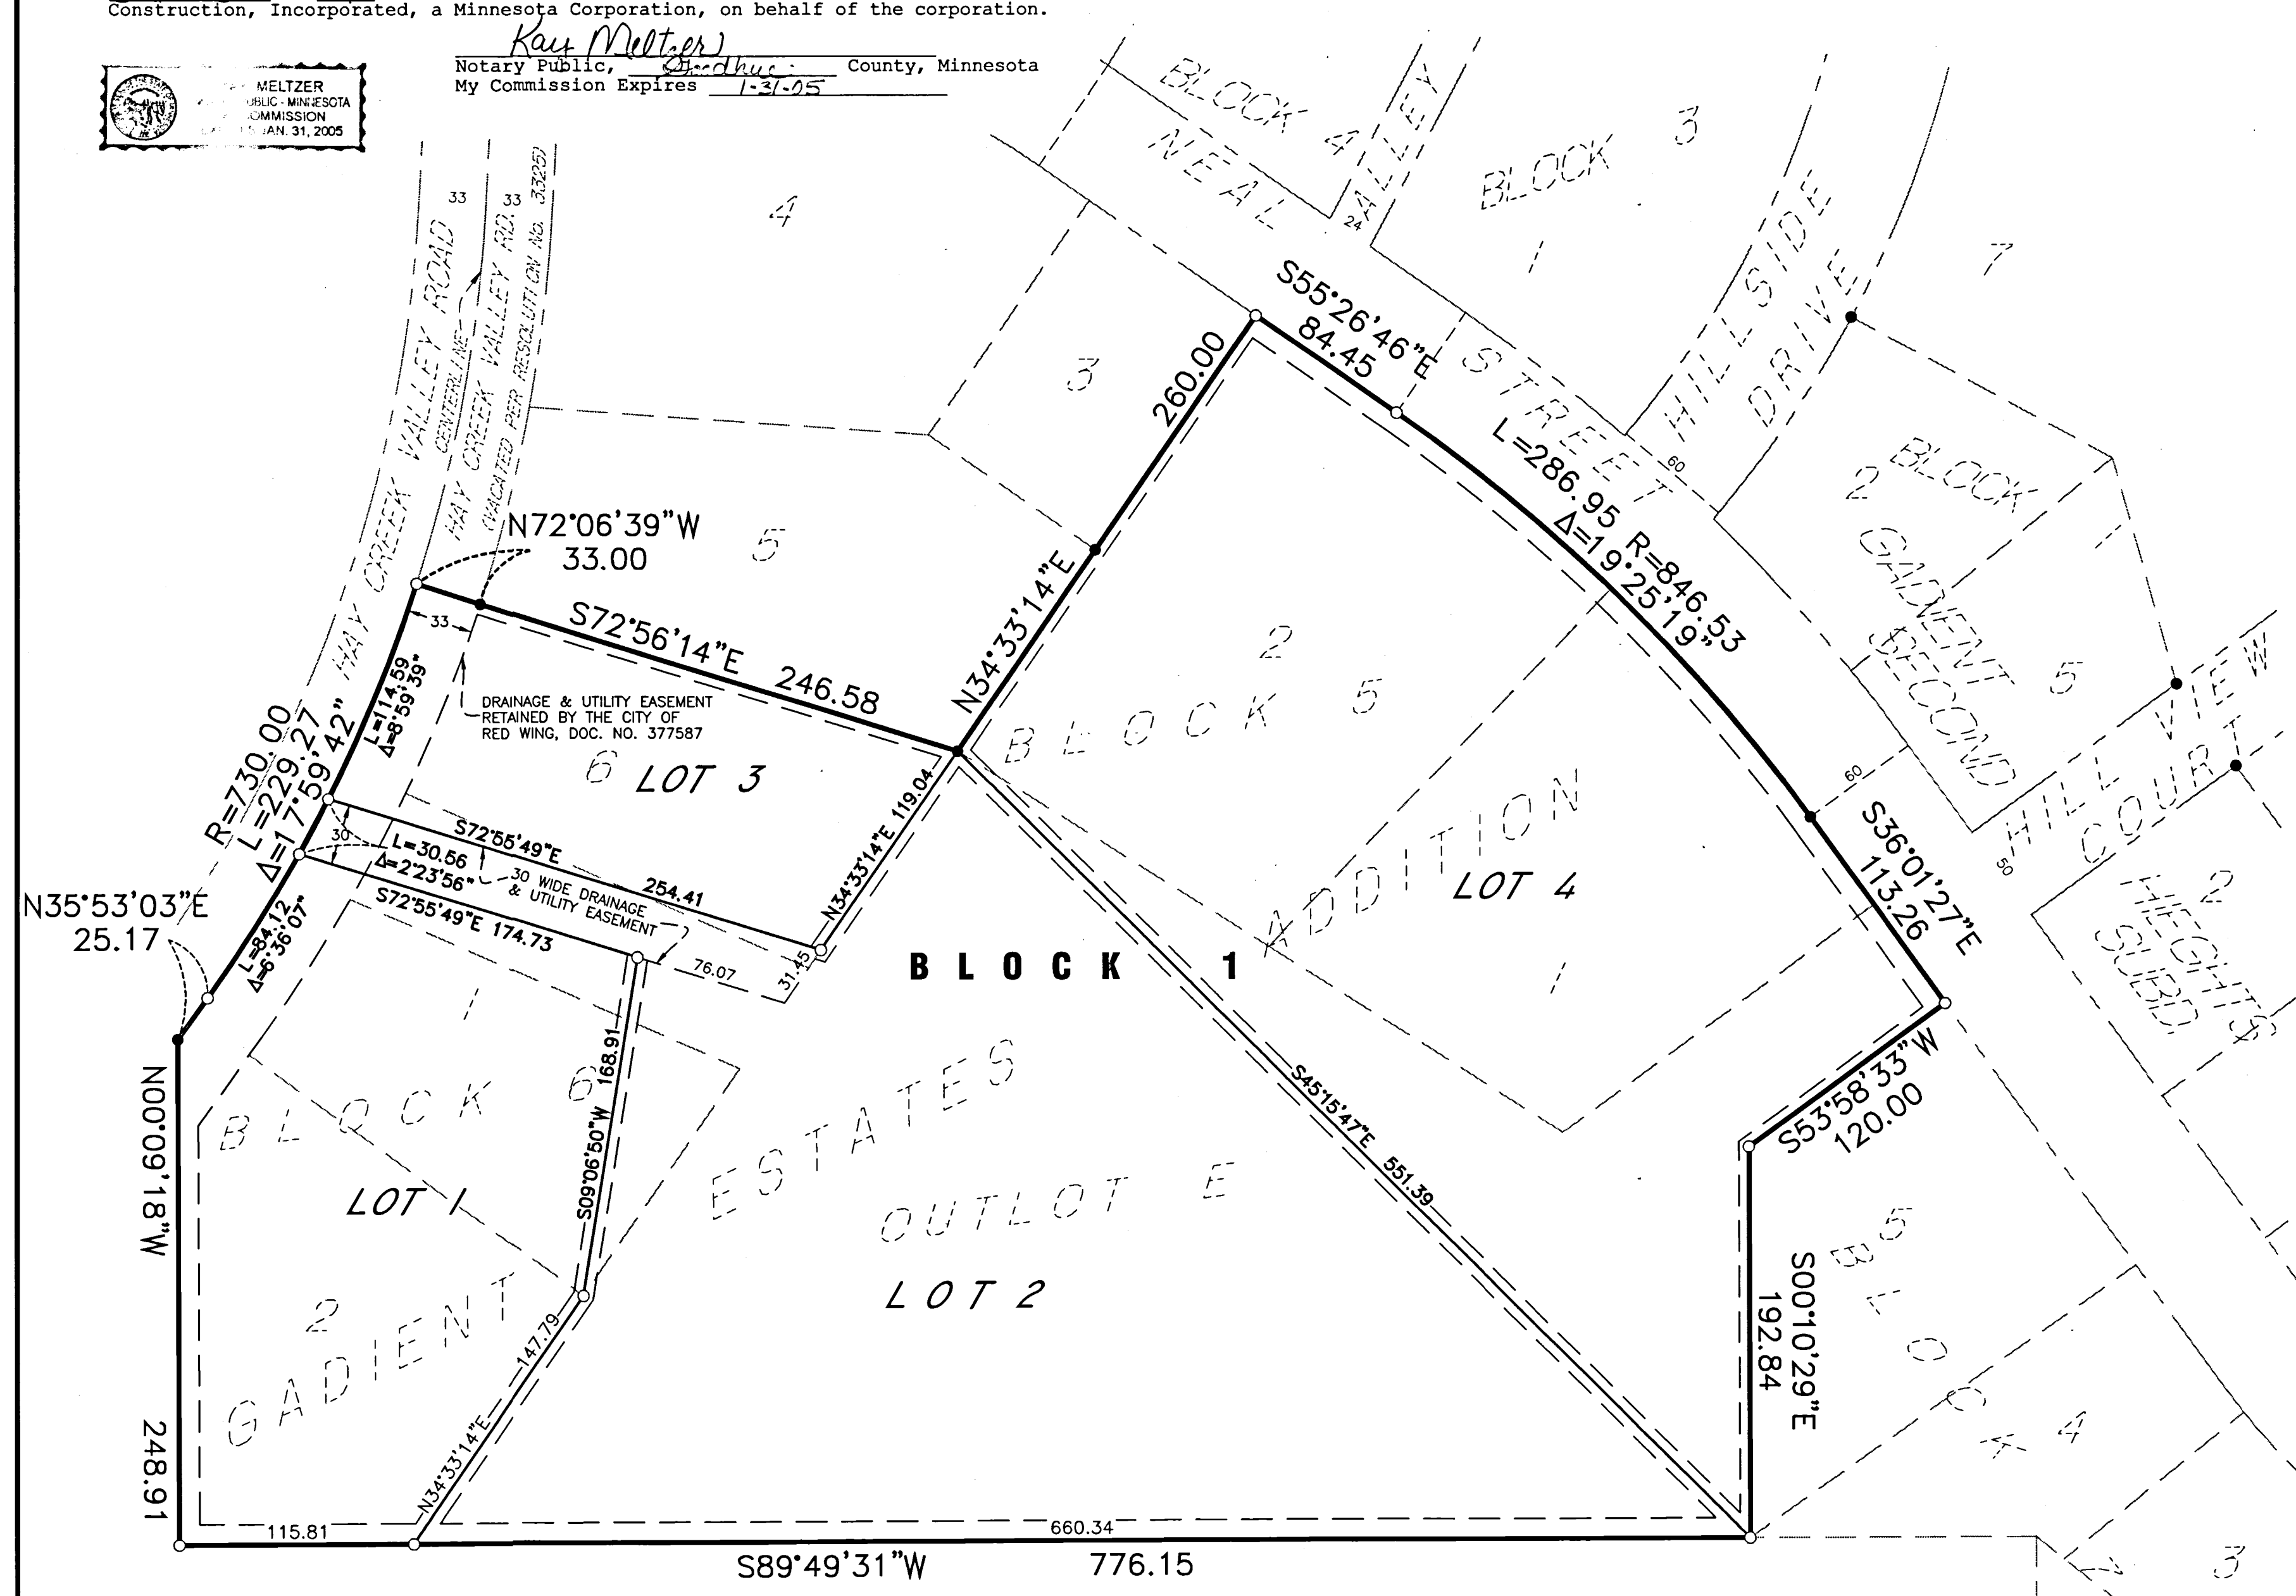 Construction, Incorporated, a Minnesota Corporation, on behalf of the corporation.
Kay Meltzer
Notary Public, Goodhue County, Minnesota
My Commission Expires 1-31-05
MELTZER
UBLIC - MINNESOTA
OMMISSION
JAN. 31, 2005
33
33
HAY CREEK VALLEY ROAD
CENTERLINE
HAY CREEK VALLEY RD.
(VACATED PER RESOLUTION No. 3325)
4
3
5
BLOCK 4
NEAL
STREET
ALLEY
24
BLOCK 3
1
HILLSIDE
DRIVE
7
60
S55°26'46"E
84.45
260.00
N34°33'14"E
L=286.95 R=846.53
Δ=19°25'19"
BLOCK
2
1
GADIENT
SECOND
5
HILL VIEW
COURT
50
60
2
HEIGHTS
SUBD.
N72°06'39"W
33.00
33
S72°56'14"E 246.58
DRAINAGE & UTILITY EASEMENT
RETAINED BY THE CITY OF
RED WING, DOC. NO. 377587
6
LOT 3
L=114.59
Δ=8°59'39"
R=730.00
L=229.27
Δ=17°59'42"
30
S72°55'49"E
254.41
L=30.56
Δ=2°23'56"
30 WIDE DRAINAGE
& UTILITY EASEMENT
S72°55'49"E 174.73
N34°33'14"E 119.04
76.07
31.45
N35°53'03"E
25.17
L=84.12
Δ=6°36'07"
2
BLOCK 5
ADDITION
LOT 4
1
S36°01'27"E
113.26
S53°58'33"W
120.00
BLOCK 1
1
BLOCK 6
168.91
S09°06'50"W
LOT 1
N00°09'18"W
248.91
2
GADIENT
147.79
N34°33'14"E
ESTATES
OUTLOT E
LOT 2
S45°15'47"E 551.39
S00°10'29"E
192.84
5
BLOCK
4
3
115.81
660.34
S89°49'31"W 776.15